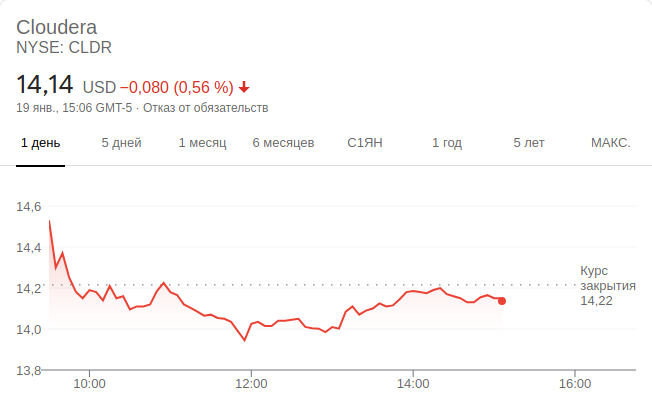 Cloudera
NYSE: CLDR
14,14 USD −0,080 (0,56 %)
19 янв., 15:06 GMT-5 · Отказ от обязательств
1 день 5 дней 1 месяц 6 месяцев С1ЯН 1 год 5 лет МАКС.
14,6
14,4
Курс
закрытия
14,22
14,2
14,0
13,8
10:00 12:00 14:00 16:00